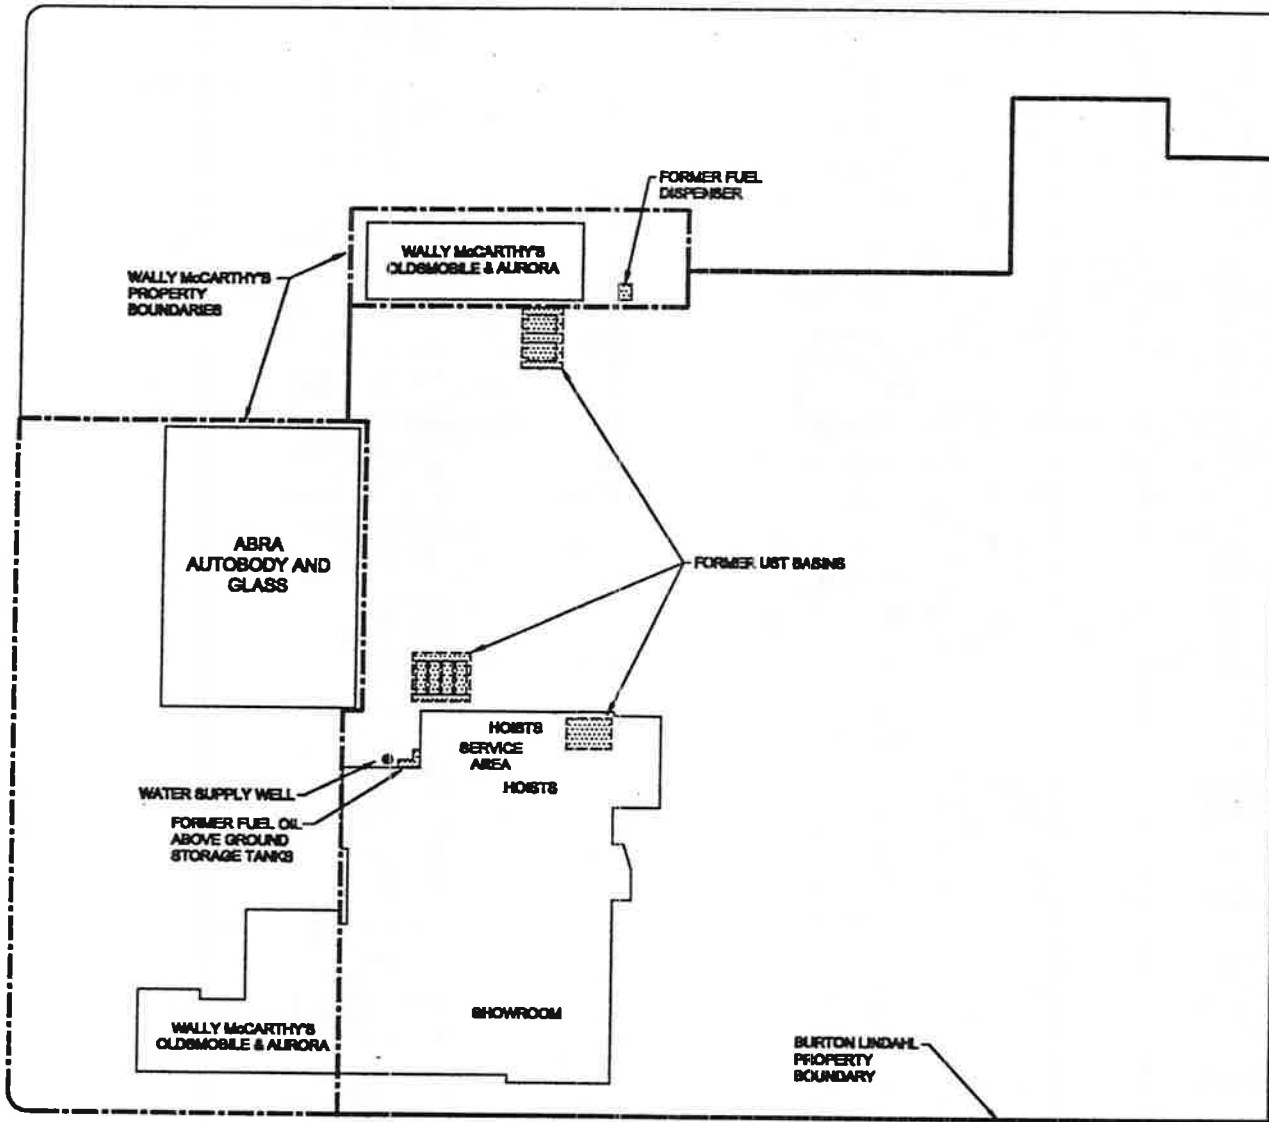 FORMER FUEL
DISPENSER
WALLY McCARTHY'S
OLDSMOBILE & AURORA
WALLY McCARTHY'S
PROPERTY
BOUNDARIES
ABRA
AUTOBODY AND
GLASS
FORMER UST BASINS
HOISTS
SERVICE
AREA
HOISTS
WATER SUPPLY WELL
FORMER FUEL OIL
ABOVE GROUND
STORAGE TANKS
SHOWROOM
WALLY McCARTHY'S
OLDSMOBILE & AURORA
BURTON LINDAHL
PROPERTY
BOUNDARY